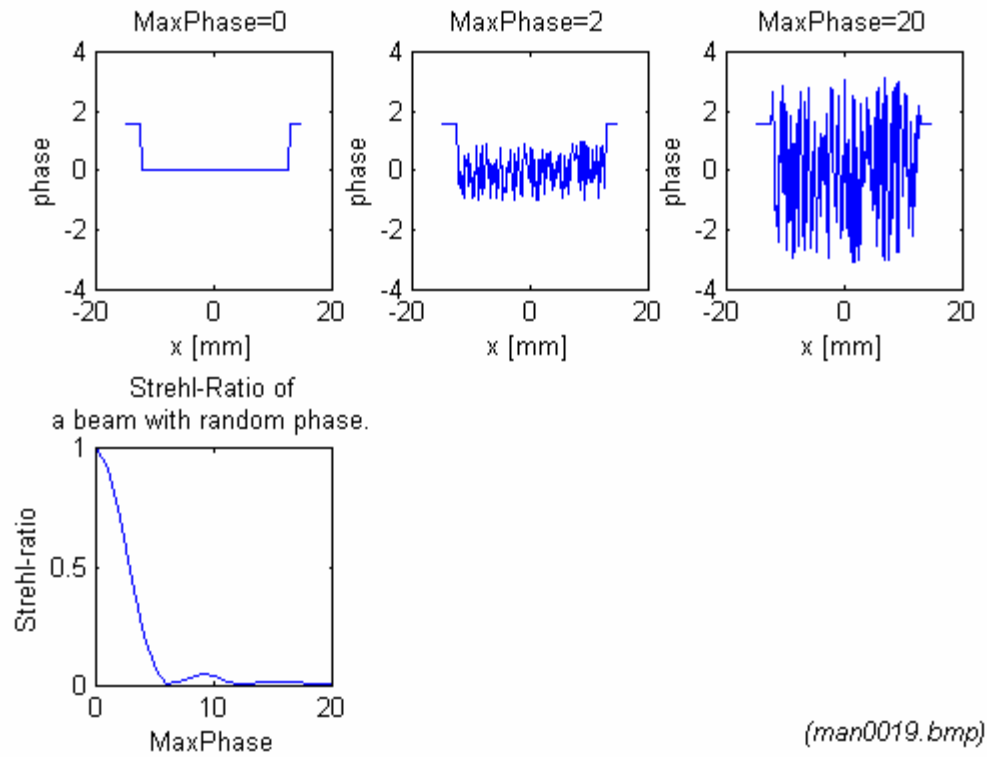 MaxPhase=0
4
2
0
-2
-4
phase
-20
0
20
x [mm]
MaxPhase=2
4
2
0
-2
-4
phase
-20
0
20
x [mm]
MaxPhase=20
4
2
0
-2
-4
phase
-20
0
20
x [mm]
Strehl-Ratio of
a beam with random phase.
1
0.5
0
Strehl-ratio
0
10
20
MaxPhase
(man0019.bmp)